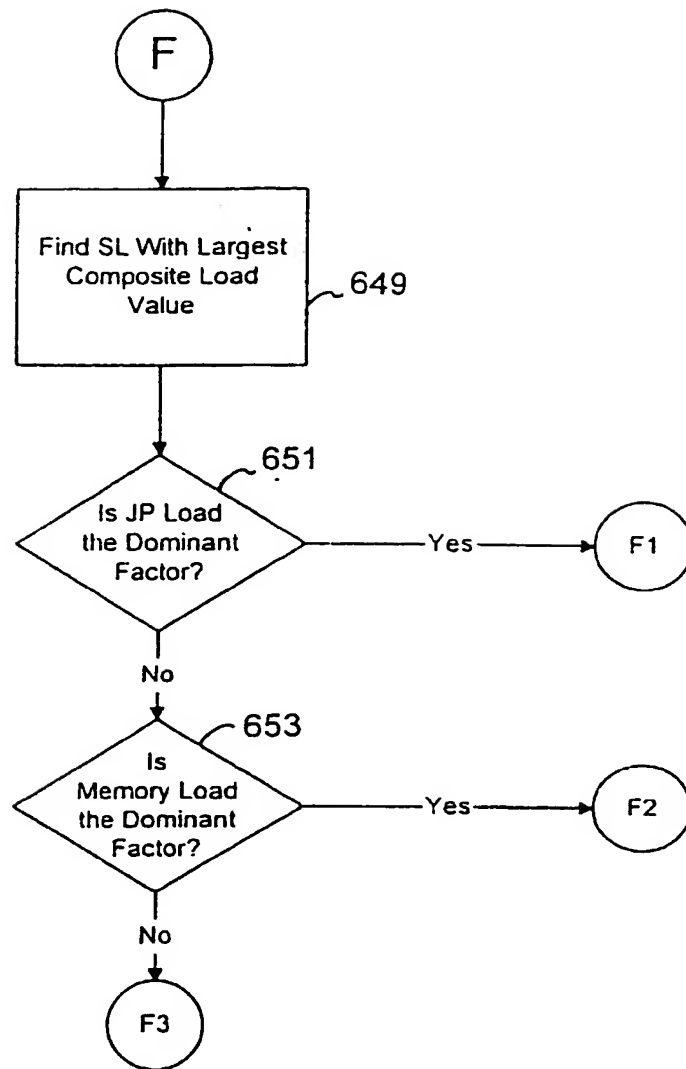 F
Find SL With Largest
Composite Load
Value
649
651
Is JP Load
the Dominant
Factor?
Yes
F1
No
653
Is
Memory Load
the Dominant
Factor?
Yes
F2
No
F3